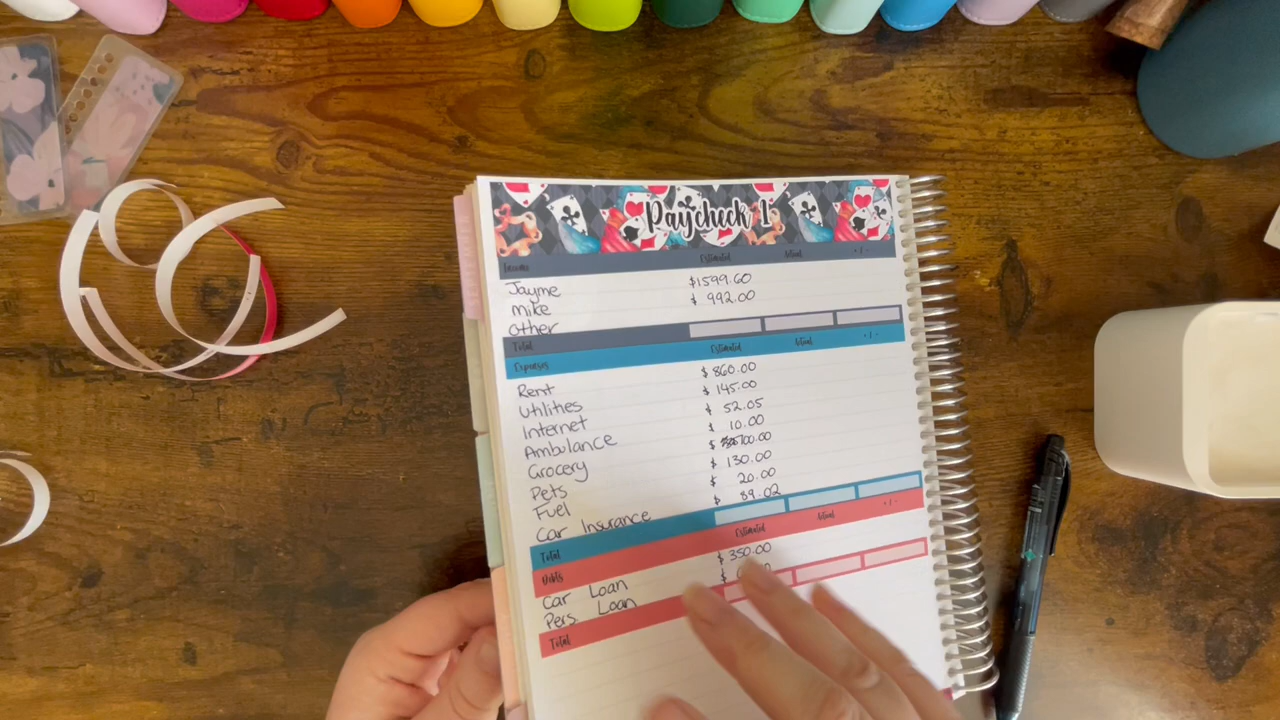 Paycheck 1
Income Estimated Actual + / -
Jayme $1599.60
Mike $ 992.00
Other
Total
Expenses Estimated Actual + / -
Rent $ 860.00
Utilities $ 145.00
Internet $ 52.05
Ambulance $ 10.00
Grocery $ 100.00
Pets $ 130.00
Fuel $ 20.00
Car Insurance $ 89.02
Total
Debts Estimated Actual + / -
Car Loan $ 350.00
Pers. Loan $
Total